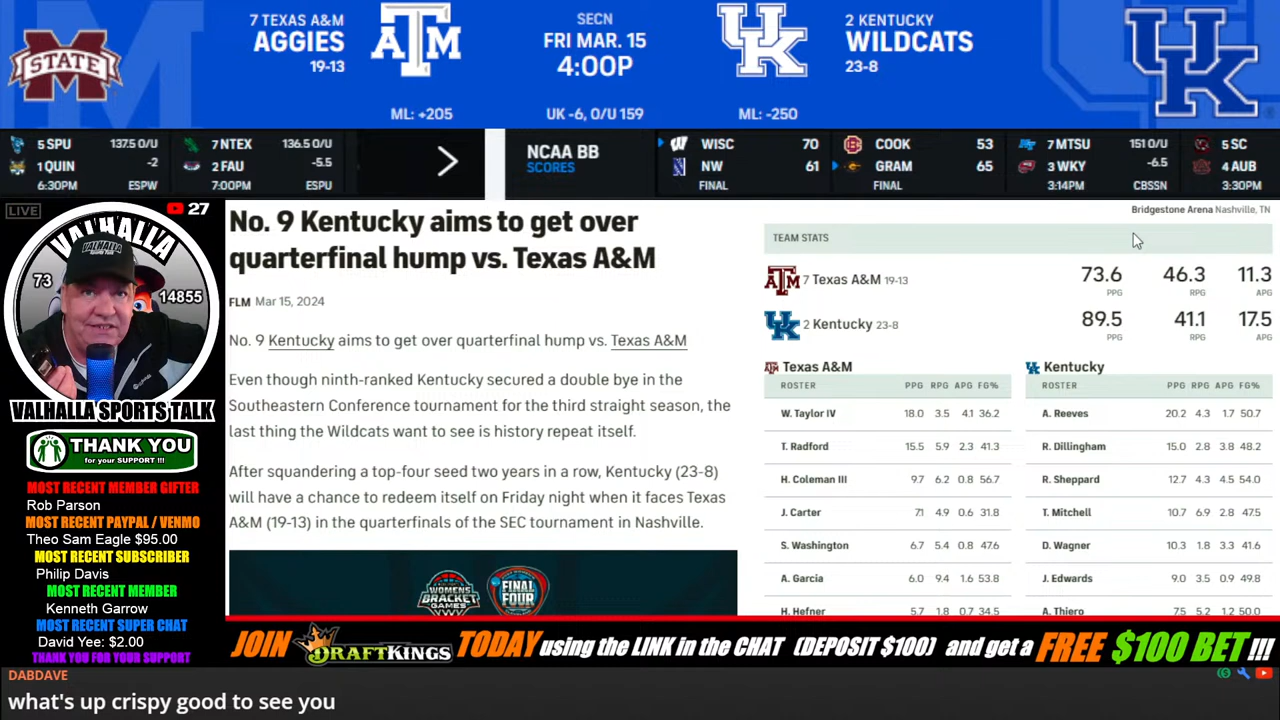 STATE
7 TEXAS A&M
AGGIES
19-13
ATM
SECN
FRI MAR. 15
4:00P
2 KENTUCKY
WILDCATS
23-8
UK
ML: +205
UK -6, O/U 159
ML: -250
5 SPU 137.5 O/U
1 QUIN -2
6:30PM ESPW
7 NTEX 136.5 O/U
2 FAU -5.5
7:00PM ESPU
NCAA BB
SCORES
WISC 70
NW 61
FINAL
COOK 53
GRAM 65
FINAL
7 MTSU 151 O/U
3 WKY -6.5
3:14PM CBSSN
5 SC
4 AUB
3:30PM
LIVE
27
VALHALLA
VALHALLA
73
14855
VALHALLA SPORTS TALK
THANK YOU
for your SUPPORT !!!
MOST RECENT MEMBER GIFTER
Rob Parson
MOST RECENT PAYPAL / VENMO
Theo Sam Eagle $95.00
MOST RECENT SUBSCRIBER
Philip Davis
MOST RECENT MEMBER
Kenneth Garrow
MOST RECENT SUPER CHAT
David Yee: $2.00
THANK YOU FOR YOUR SUPPORT
No. 9 Kentucky aims to get over
quarterfinal hump vs. Texas A&M
FLM Mar 15, 2024
No. 9 Kentucky aims to get over quarterfinal hump vs. Texas A&M
Even though ninth-ranked Kentucky secured a double bye in the
Southeastern Conference tournament for the third straight season, the
last thing the Wildcats want to see is history repeat itself.
After squandering a top-four seed two years in a row, Kentucky (23-8)
will have a chance to redeem itself on Friday night when it faces Texas
A&M (19-13) in the quarterfinals of the SEC tournament in Nashville.
WOMENS
BRACKET
GAMES
FINAL
FOUR
Bridgestone Arena Nashville, TN
TEAM STATS
7 Texas A&M 19-13 73.6 46.3 11.3
PPG RPG APG
2 Kentucky 23-8 89.5 41.1 17.5
PPG RPG APG
Texas A&M
ROSTER PPG RPG APG FG%
W. Taylor IV 18.0 3.5 4.1 36.2
T. Radford 15.5 5.9 2.3 41.3
H. Coleman III 9.7 6.2 0.8 56.7
J. Carter 7.1 4.9 0.6 31.8
S. Washington 6.7 5.4 0.8 47.6
A. Garcia 6.0 9.4 1.6 53.8
H. Hefner 5.7 1.8 0.7 34.5
Kentucky
ROSTER PPG RPG APG FG%
A. Reeves 20.2 4.3 1.7 50.7
R. Dillingham 15.0 2.8 3.8 48.2
R. Sheppard 12.7 4.3 4.5 54.0
T. Mitchell 10.7 6.9 2.8 47.5
D. Wagner 10.3 1.8 3.3 41.6
J. Edwards 9.0 3.5 0.9 49.8
A. Thiero 7.5 5.2 1.2 50.0
JOIN DRAFTKINGS TODAY using the LINK in the CHAT (DEPOSIT $100) and get a FREE $100 BET !!!
DABDAVE
what's up crispy good to see you